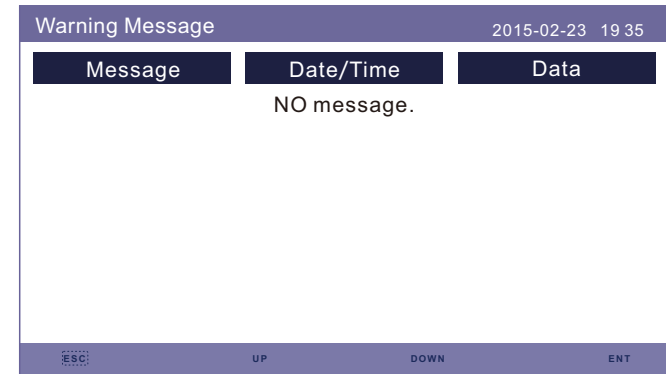 Warning Message 2015-02-23 19 35
Message Date/Time Data
NO message.
ESC UP DOWN ENT